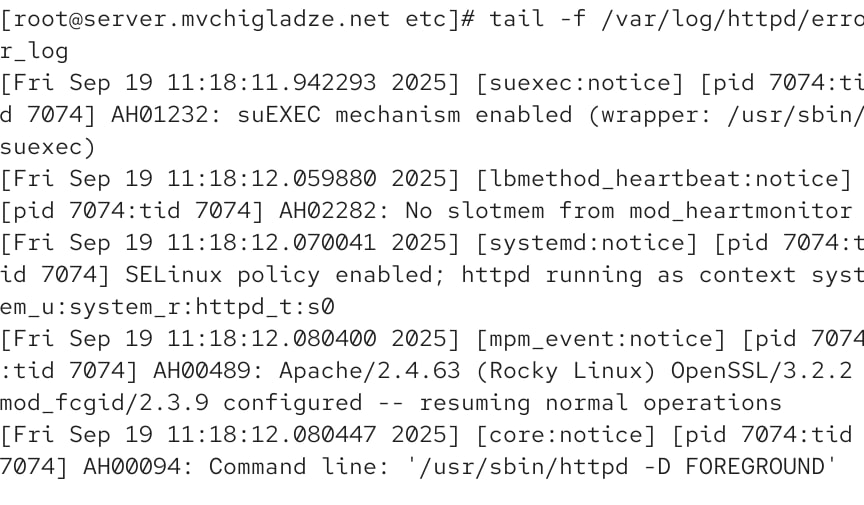 [root@server.mvchigladze.net etc]# tail -f /var/log/httpd/erro
r_log
[Fri Sep 19 11:18:11.942293 2025] [suexec:notice] [pid 7074:ti
d 7074] AH01232: suEXEC mechanism enabled (wrapper: /usr/sbin/
suexec)
[Fri Sep 19 11:18:12.059880 2025] [lbmethod_heartbeat:notice]
[pid 7074:tid 7074] AH02282: No slotmem from mod_heartmonitor
[Fri Sep 19 11:18:12.070041 2025] [systemd:notice] [pid 7074:t
id 7074] SELinux policy enabled; httpd running as context syst
em_u:system_r:httpd_t:s0
[Fri Sep 19 11:18:12.080400 2025] [mpm_event:notice] [pid 7074
:tid 7074] AH00489: Apache/2.4.63 (Rocky Linux) OpenSSL/3.2.2
mod_fcgid/2.3.9 configured -- resuming normal operations
[Fri Sep 19 11:18:12.080447 2025] [core:notice] [pid 7074:tid
7074] AH00094: Command line: '/usr/sbin/httpd -D FOREGROUND'